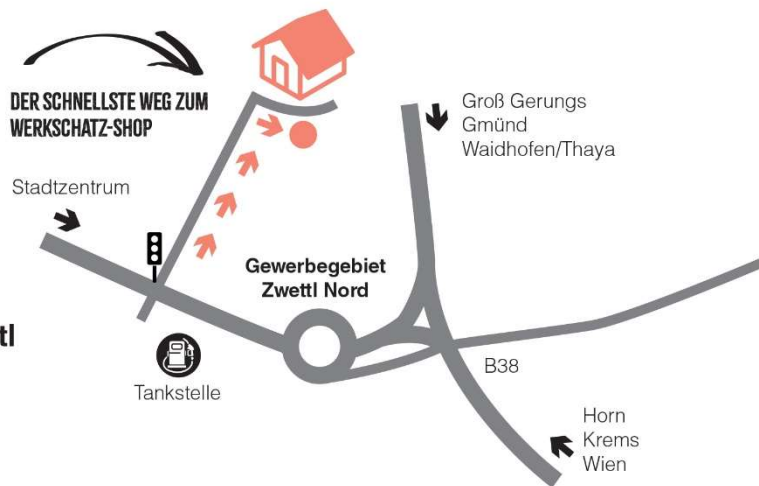 DER SCHNELLSTE WEG ZUM
WERKSCHATZ-SHOP
Groß Gerungs
Gmünd
Waidhofen/Thaya
Stadtzentrum
Gewerbegebiet
Zwettl Nord
tl
Tankstelle
B38
Horn
Krems
Wien